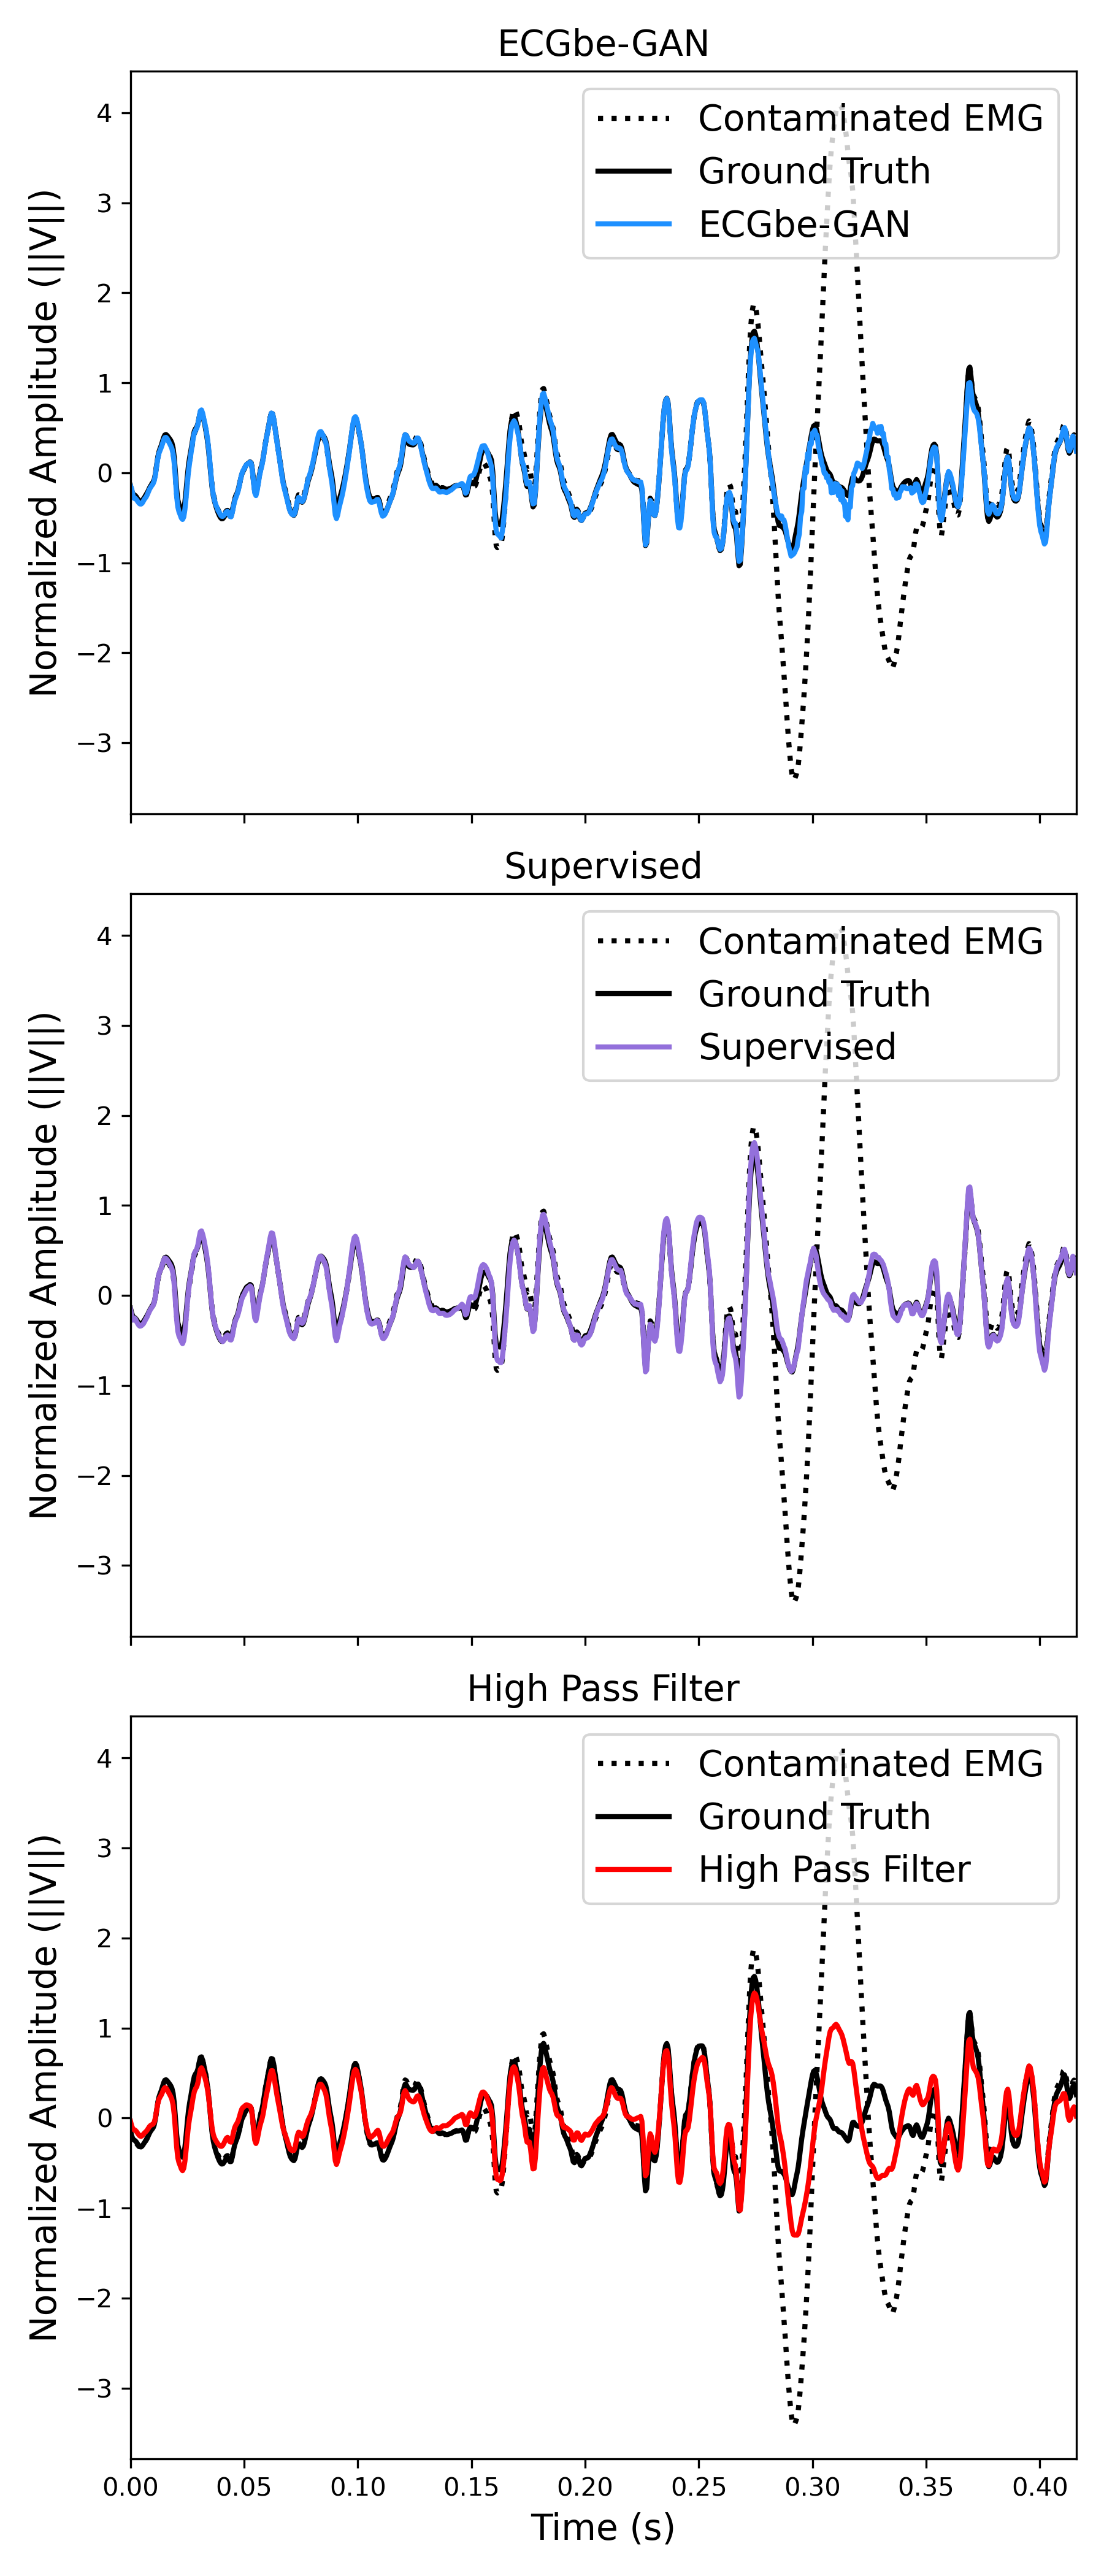 ECGbe-GAN
Normalized Amplitude (||V||)
4
3
2
1
0
−1
−2
−3
Contaminated EMG
Ground Truth
ECGbe-GAN
Supervised
Normalized Amplitude (||V||)
4
3
2
1
0
−1
−2
−3
Contaminated EMG
Ground Truth
Supervised
High Pass Filter
Normalized Amplitude (||V||)
4
3
2
1
0
−1
−2
−3
Contaminated EMG
Ground Truth
High Pass Filter
0.00 0.05 0.10 0.15 0.20 0.25 0.30 0.35 0.40
Time (s)